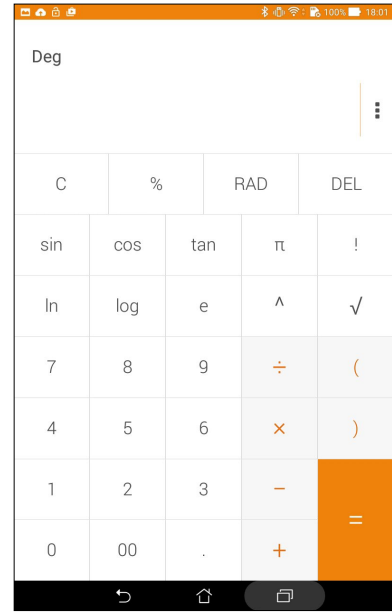 100% 18:01
Deg
C % RAD DEL
sin cos tan π !
ln log e ^ √
7 8 9 ÷ (
4 5 6 × )
1 2 3 −
=
0 00 . +